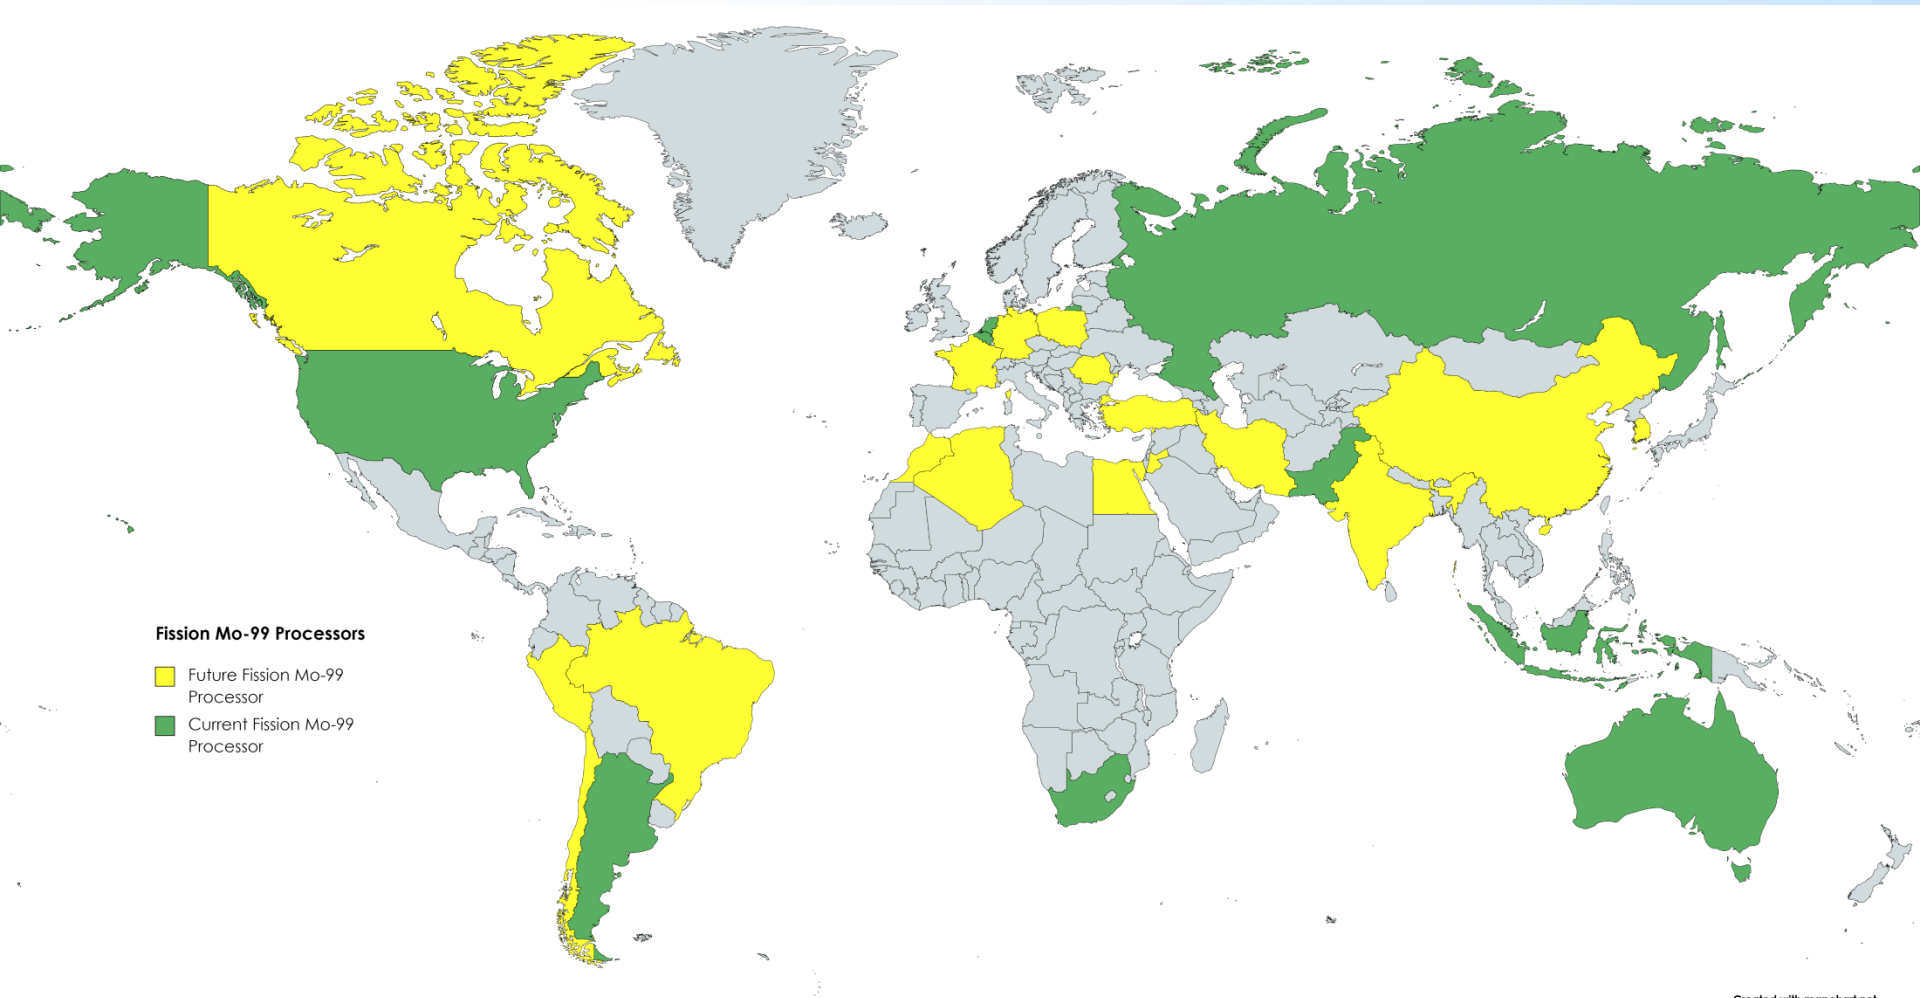 Fission Mo-99 Processors
Future Fission Mo-99
Processor
Current Fission Mo-99
Processor